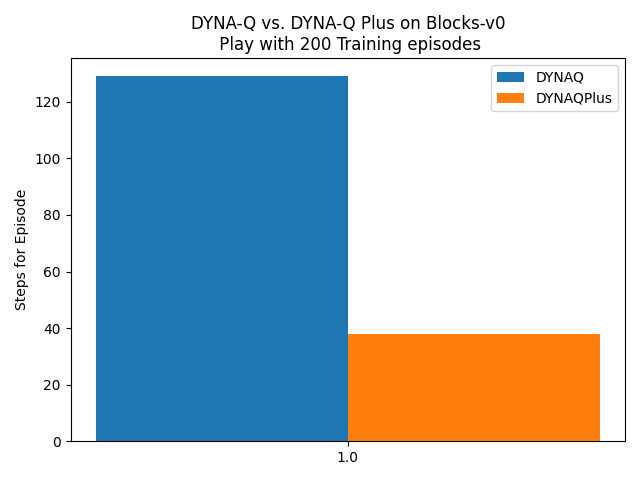 DYNA-Q vs. DYNA-Q Plus on Blocks-v0
Play with 200 Training episodes
DYNAQ
DYNAQPlus
Steps for Episode
120
100
80
60
40
20
0
1.0